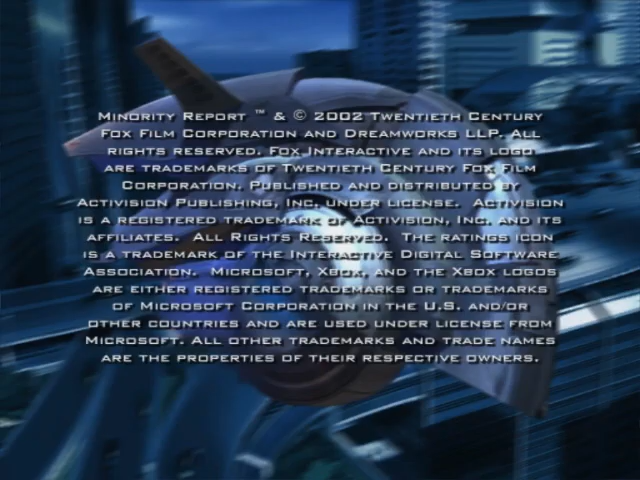 Minority Report ™ & © 2002 Twentieth Century
Fox Film Corporation and Dreamworks LLP. All
rights reserved. Fox Interactive and its logo
are trademarks of Twentieth Century Fox Film
Corporation. Published and distributed by
Activision Publishing, Inc. under license. Activision
is a registered trademark of Activision, Inc. and its
affiliates. All Rights Reserved. The ratings icon
is a trademark of the Interactive Digital Software
Association. Microsoft, Xbox, and the Xbox logos
are either registered trademarks or trademarks
of Microsoft Corporation in the U.S. and/or
other countries and are used under license from
Microsoft. All other trademarks and trade names
are the properties of their respective owners.